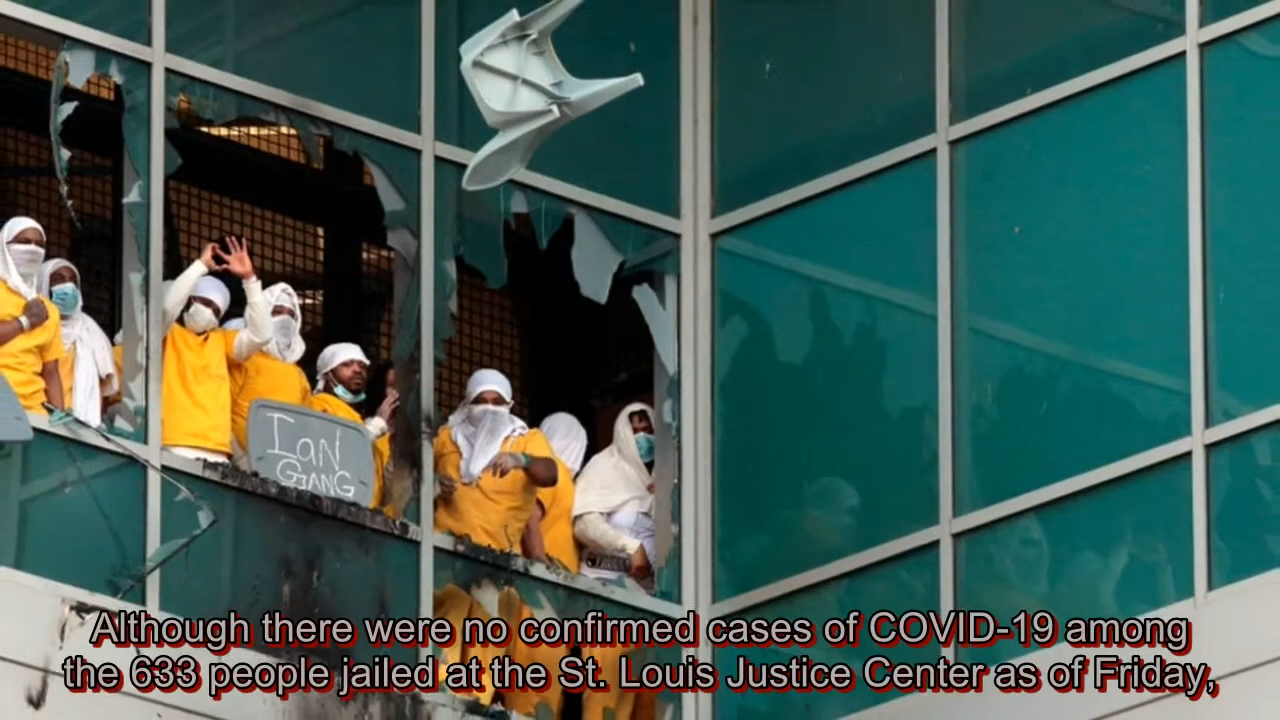 Ian
GANG
Although there were no confirmed cases of COVID-19 among
the 633 people jailed at the St. Louis Justice Center as of Friday,